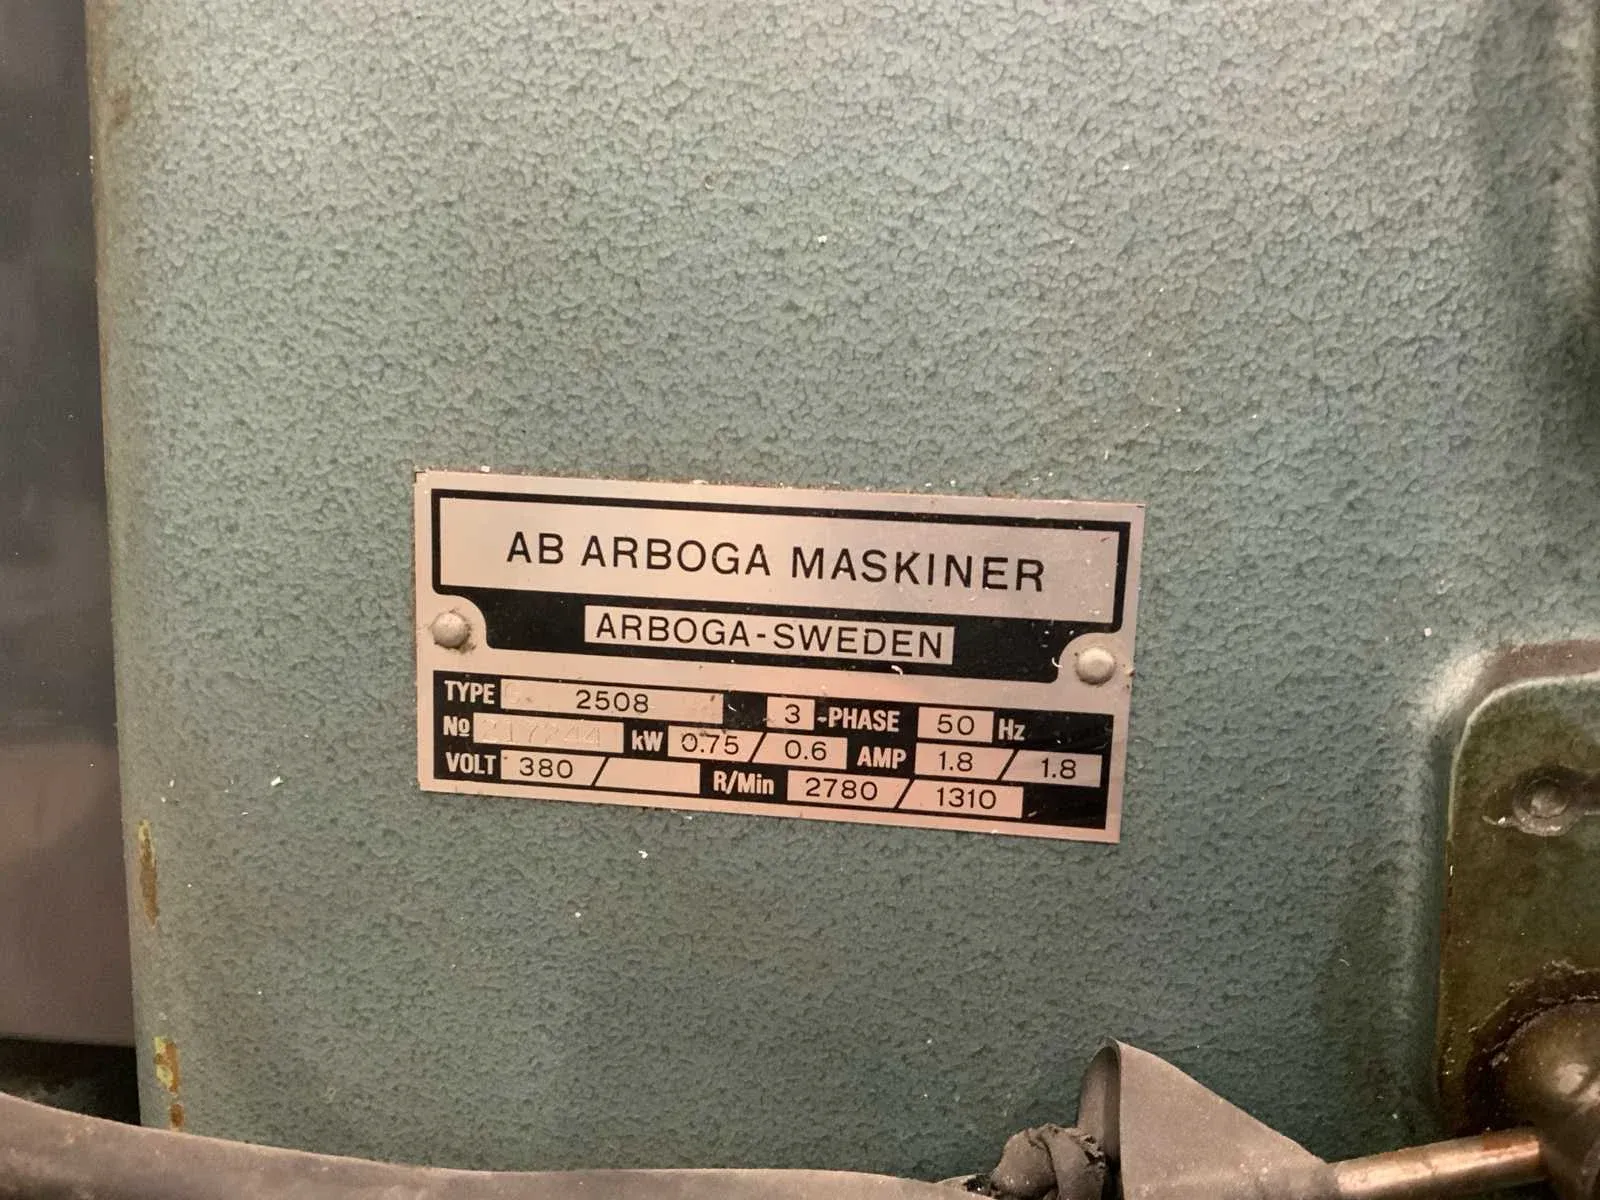 AB ARBOGA MASKINER
ARBOGA-SWEDEN
TYPE 2508 3 -PHASE 50 Hz
No 217244 kW 0.75 / 0.6 AMP 1.8 / 1.8
VOLT 380 / R/Min 2780 / 1310